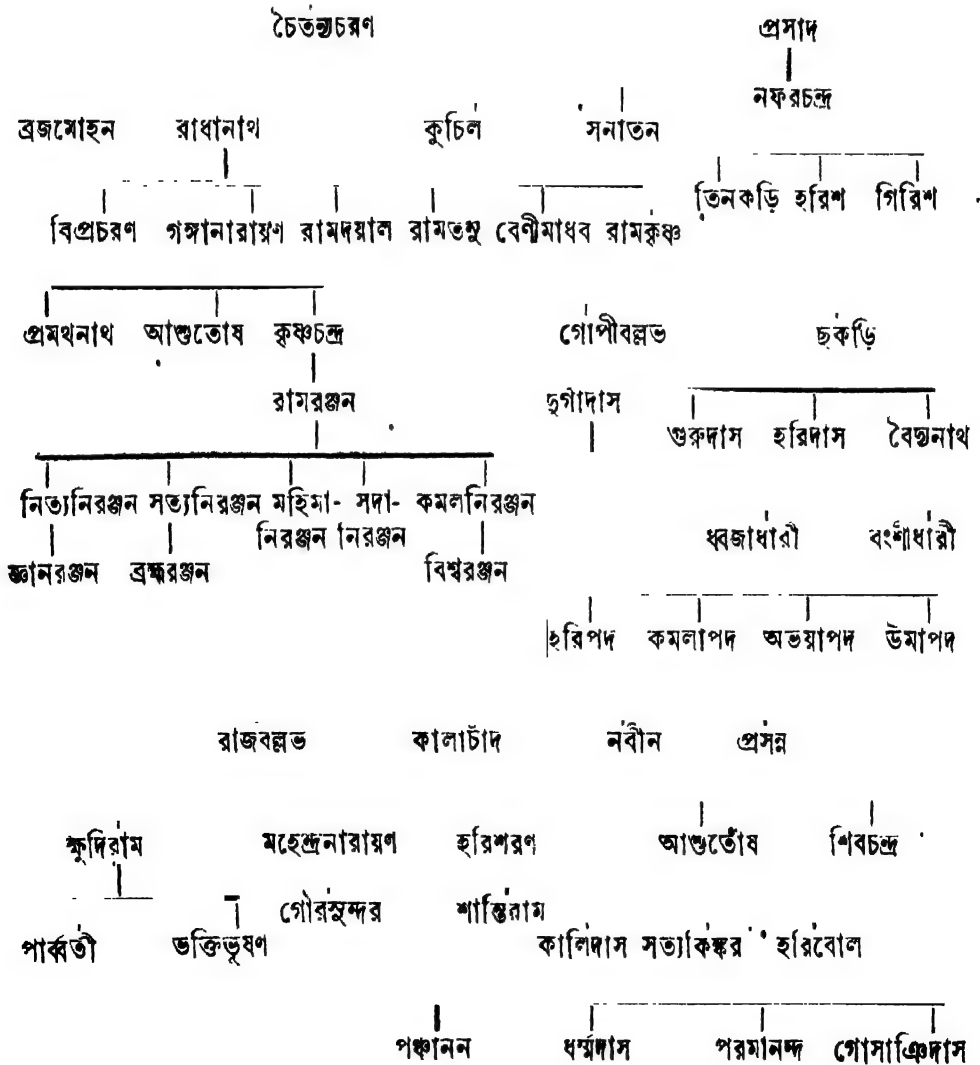 চৈতন্যচরণ প্রসাদ
নফরচন্দ্র
ব্রজমোহন রাধানাথ কুচিল সনাতন
তিনকড়ি হরিশ গিরিশ
বিপ্রচরণ গঙ্গানারায়ণ রামদয়াল রামতনু বেণীমাধব রামকৃষ্ণ
প্রমথনাথ আশুতোষ কৃষ্ণচন্দ্র গোপীবল্লভ ছকড়ি
রামরঞ্জন দুর্গাদাস
গুরুদাস হরিদাস বৈদ্যনাথ
নিত্যনিরঞ্জন সত্যনিরঞ্জন মহিমা- সদা- কমলনিরঞ্জন
নিরঞ্জন নিরঞ্জন ধ্বজাধারী বংশীধারী
জ্ঞানরঞ্জন ব্রহ্মরঞ্জন বিশ্বরঞ্জন
হরিপদ কমলাপদ অভয়াপদ উমাপদ
রাজবল্লভ কালাচাঁদ নবীন প্রসন্ন
ক্ষুদিরাম মহেন্দ্রনারায়ণ হরিশরণ আশুতোষ শিবচন্দ্র
গৌরসুন্দর শান্তিরাম
পার্ব্বতী ভক্তিভূষণ কালিদাস সত্যকিঙ্কর হরিবোল
পঞ্চানন ধর্ম্মদাস পরমানন্দ গোসাঞিদাস